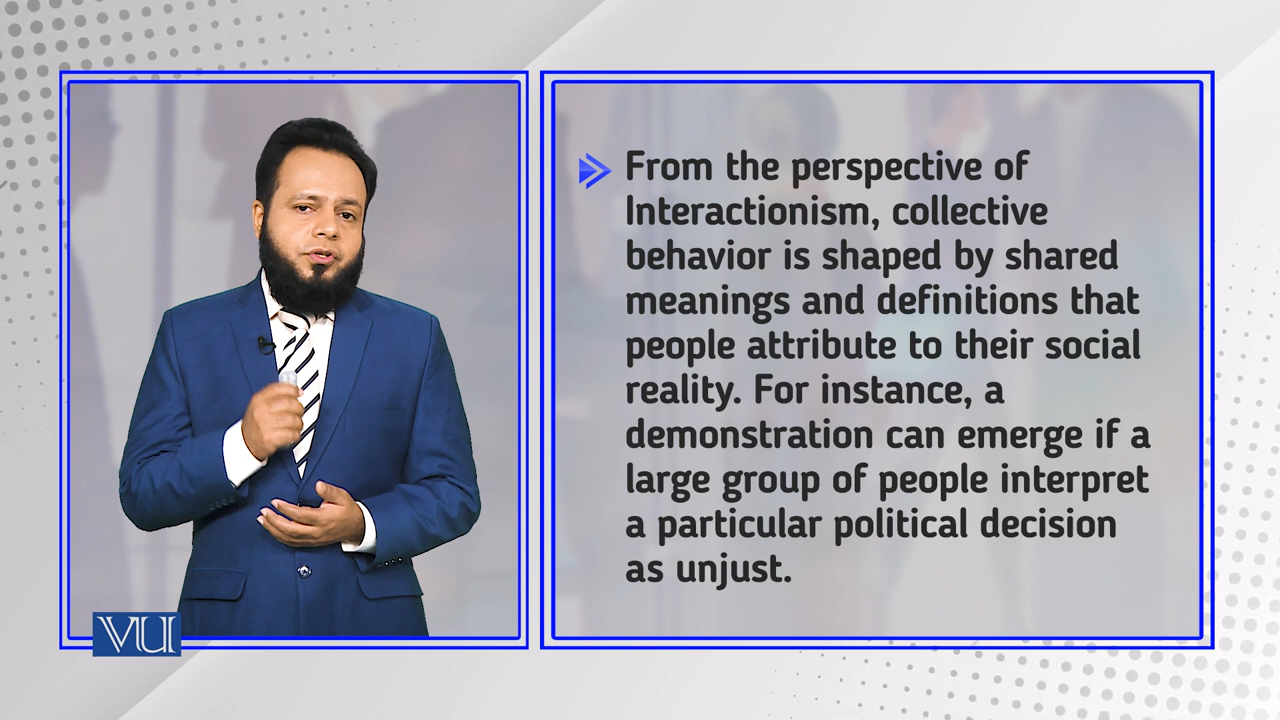 From the perspective of
Interactionism, collective
behavior is shaped by shared
meanings and definitions that
people attribute to their social
reality. For instance, a
demonstration can emerge if a
large group of people interpret
a particular political decision
as unjust.
VU